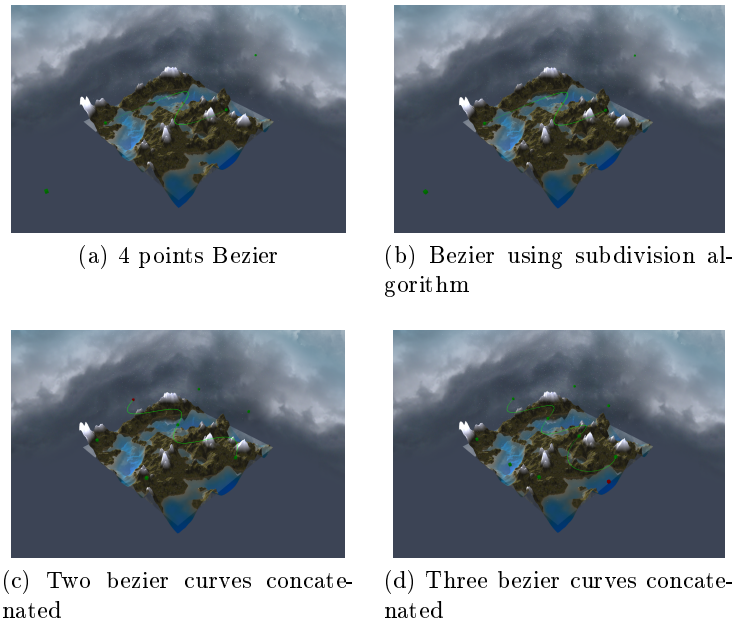 (a) 4 points Bezier
(b) Bezier using subdivision al-
gorithm
(c) Two bezier curves concate-
nated
(d) Three bezier curves concate-
nated